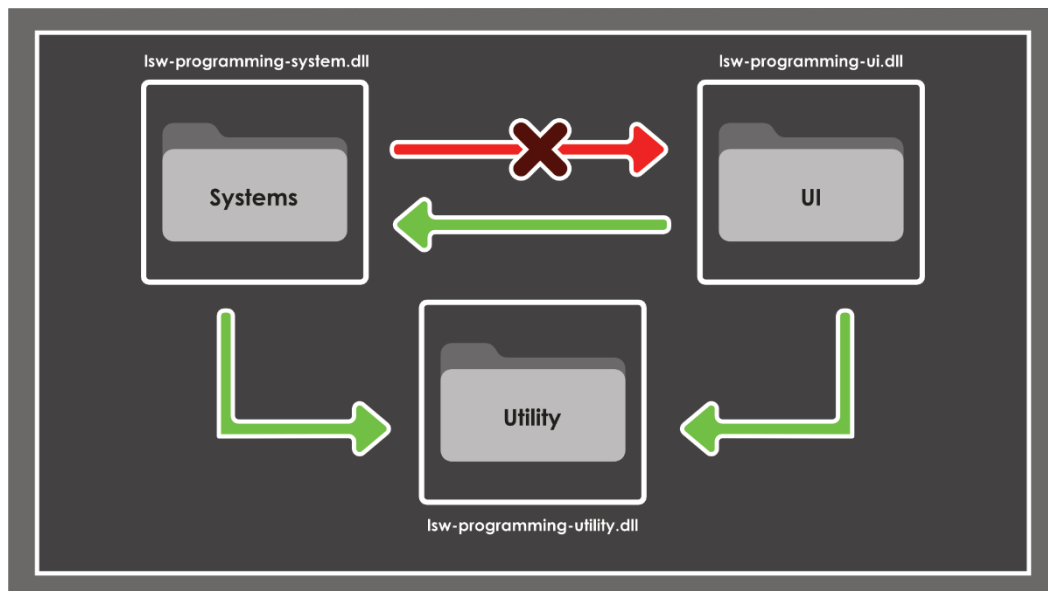 lsw-programming-system.dll
lsw-programming-ui.dll
Systems
UI
Utility
lsw-programming-utility.dll